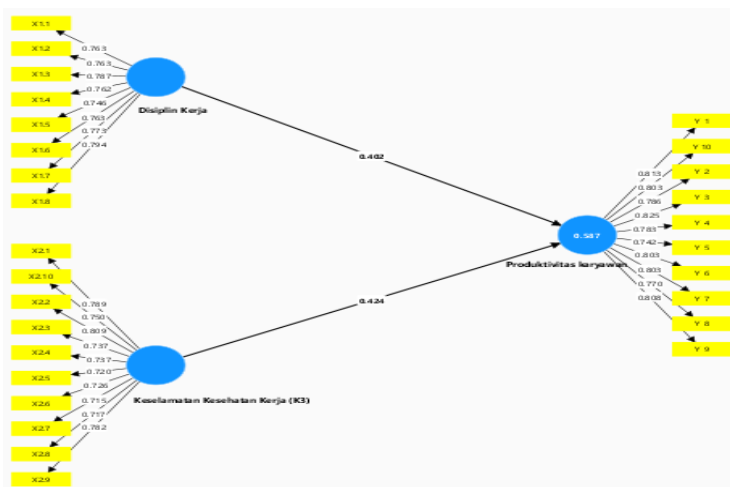 X1.1
X1.2
X1.3
X1.4
X1.5
X1.6
X1.7
X1.8
0.763
0.763
0.787
0.762
0.746
0.763
0.773
0.794
Disiplin Kerja
0.402
X2.1
X2.10
X2.2
X2.3
X2.4
X2.5
X2.6
X2.7
X2.8
X2.9
0.789
0.750
0.809
0.737
0.737
0.720
0.726
0.715
0.717
0.782
Keselamatan Kesehatan Kerja (K3)
0.424
0.587
Produktivitas karyawan
0.813
0.803
0.786
0.825
0.783
0.742
0.803
0.803
0.770
0.808
Y 1
Y 10
Y 2
Y 3
Y 4
Y 5
Y 6
Y 7
Y 8
Y 9